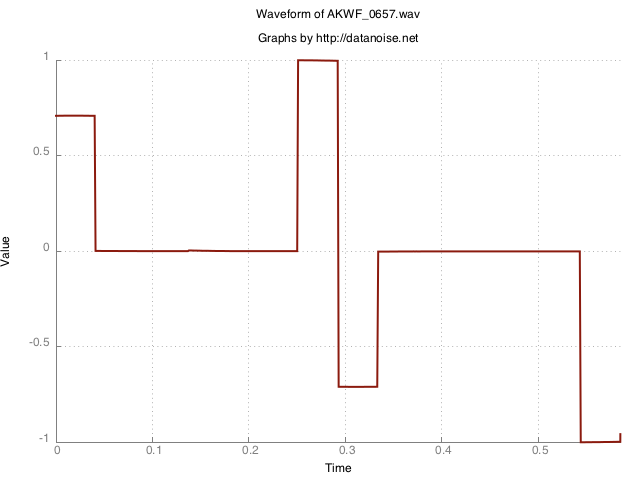 Waveform of AKWF_0657.wav
Graphs by http://datanoise.net
1
0.5
0
-0.5
-1
Value
0 0.1 0.2 0.3 0.4 0.5
Time